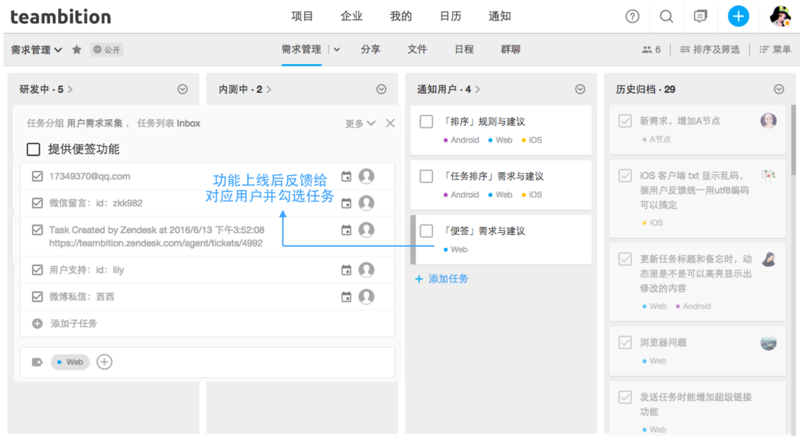 teambition
项目
企业
我的
日历
通知
需求管理
公开
需求管理
分享
文件
日程
群聊
6
排序及筛选
菜单
研发中 · 5
内测中 · 2
通知用户 · 4
历史归档 · 29
任务分组 用户需求采集 ， 任务列表 Inbox
更多
提供便签功能
17349370@qq.com
微信留言：id：zkk982
Task Created by Zendesk at 2016/6/13 下午3:52:08
https://teambition.zendesk.com/agent/tickets/4992
用户支持：id：lily
微博私信：西西
添加子任务
Web
功能上线后反馈给
对应用户并勾选任务
「排序」规则与建议
Android
Web
iOS
「任务排序」需求与建议
Android
Web
iOS
「便签」需求与建议
Web
添加任务
新需求，增加A节点
A节点
iOS 客户端 txt 显示乱码，
据用户反馈统一用utf8编码
可以搞定
iOS
更新任务标题和备忘时，动
态里是不是可以高亮显示出
修改的内容
Web
Android
浏览器问题
Web
发送任务时能增加超级链接
功能
Web